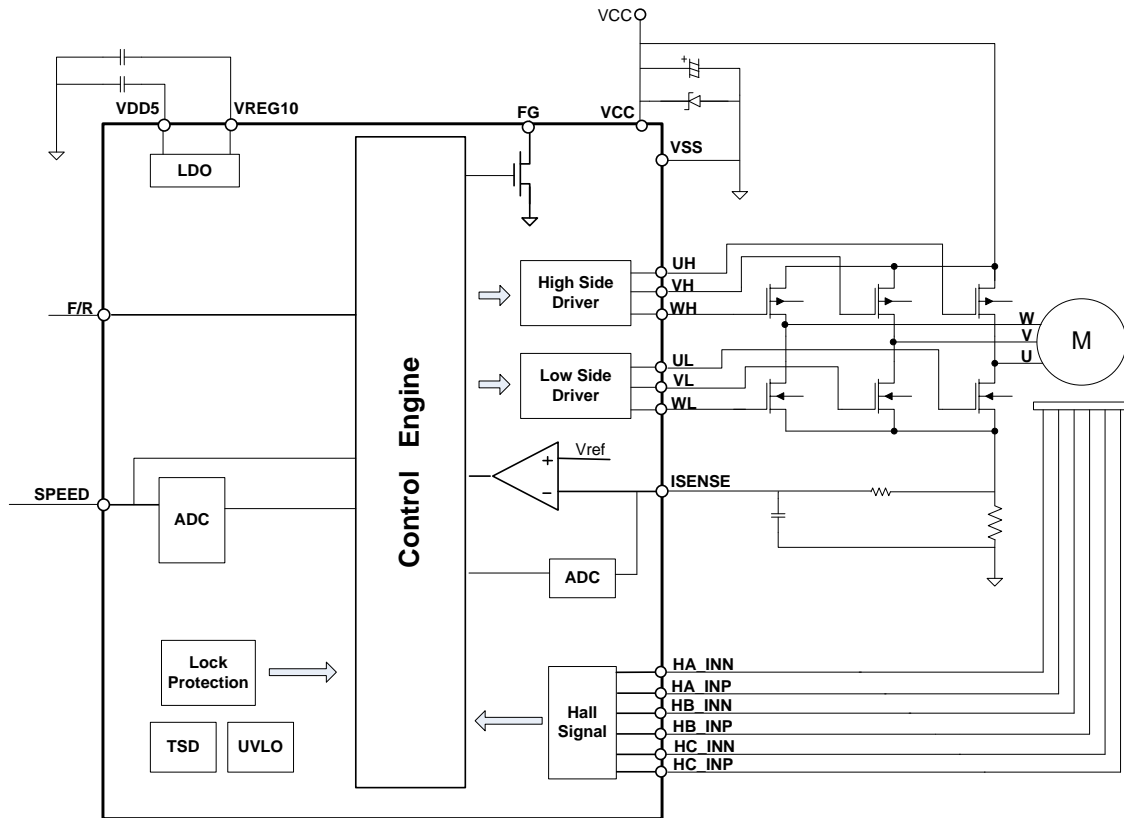 VCC
VDD5
VREG10
FG
VCC
VSS
LDO
Control Engine
High Side
Driver
UH
VH
WH
F/R
W
V
U
M
Low Side
Driver
UL
VL
WL
Vref
+
−
ISENSE
SPEED
ADC
ADC
Lock
Protection
TSD
UVLO
Hall
Signal
HA_INN
HA_INP
HB_INN
HB_INP
HC_INN
HC_INP
+